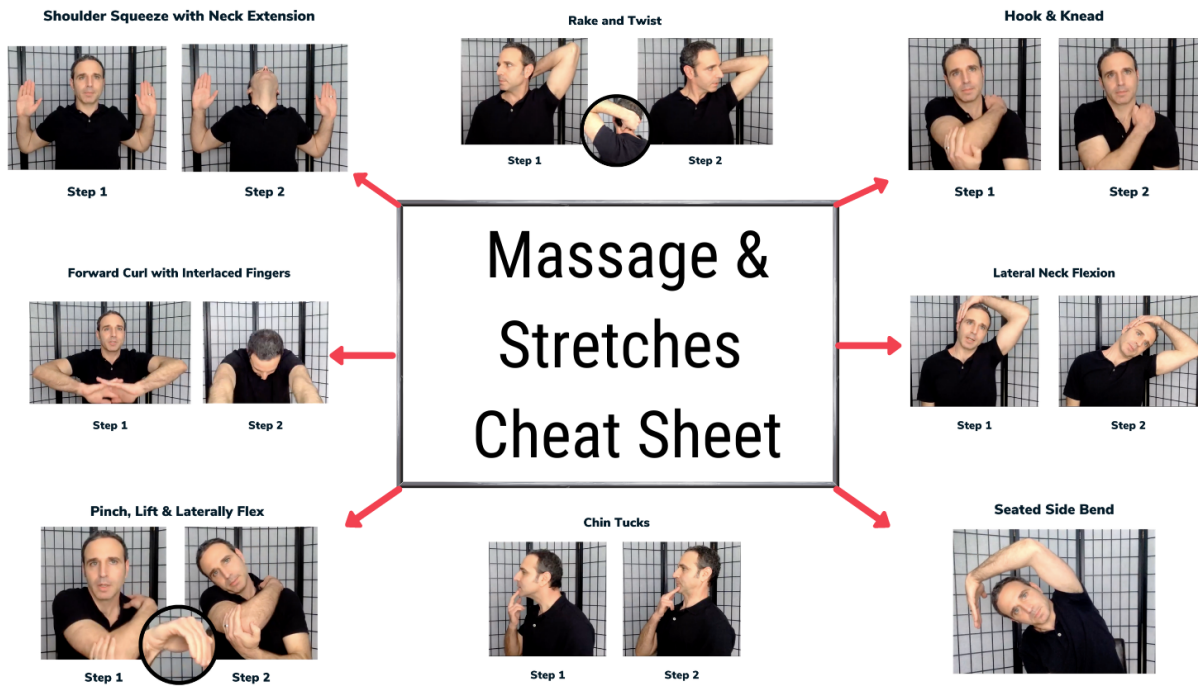 Shoulder Squeeze with Neck Extension
Step 1
Step 2
Rake and Twist
Step 1
Step 2
Hook & Knead
Step 1
Step 2
Forward Curl with Interlaced Fingers
Step 1
Step 2
Massage &
Stretches
Cheat Sheet
Lateral Neck Flexion
Step 1
Step 2
Pinch, Lift & Laterally Flex
Step 1
Step 2
Chin Tucks
Step 1
Step 2
Seated Side Bend